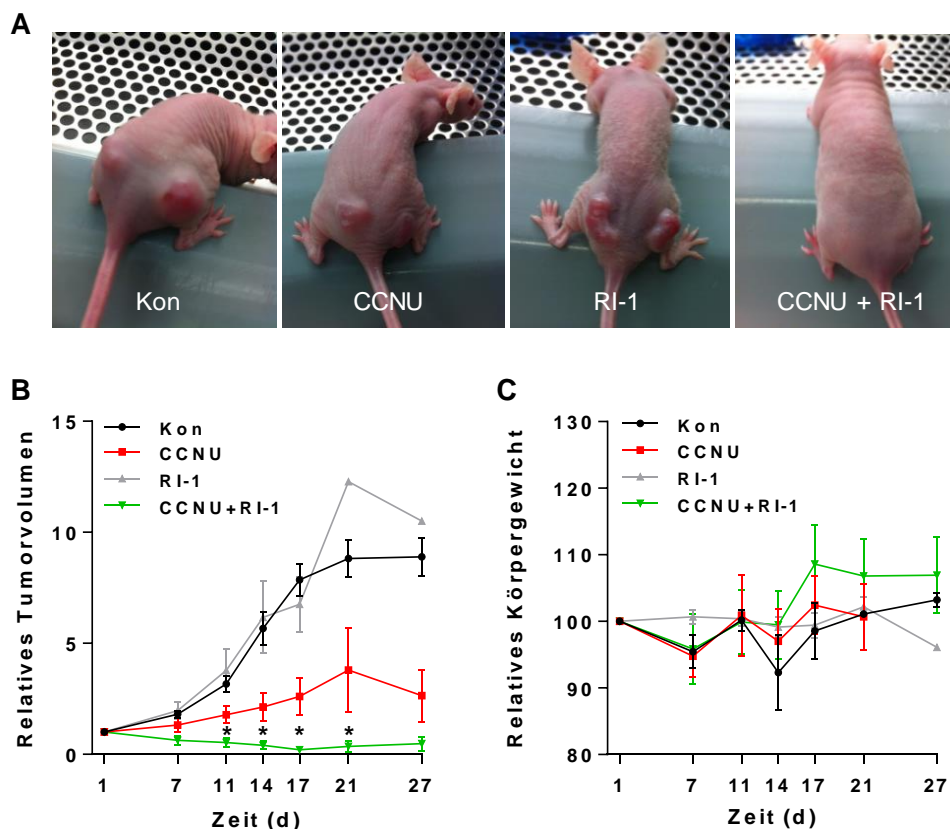 A
Kon
CCNU
RI-1
CCNU + RI-1
B
Relatives Tumorvolumen
15
10
5
0
Kon
CCNU
RI-1
CCNU+RI-1
* * * *
1 7 11 14 17 21 27
Zeit (d)
C
Relatives Körpergewicht
130
120
110
100
90
80
Kon
CCNU
RI-1
CCNU+RI-1
1 7 11 14 17 21 27
Zeit (d)